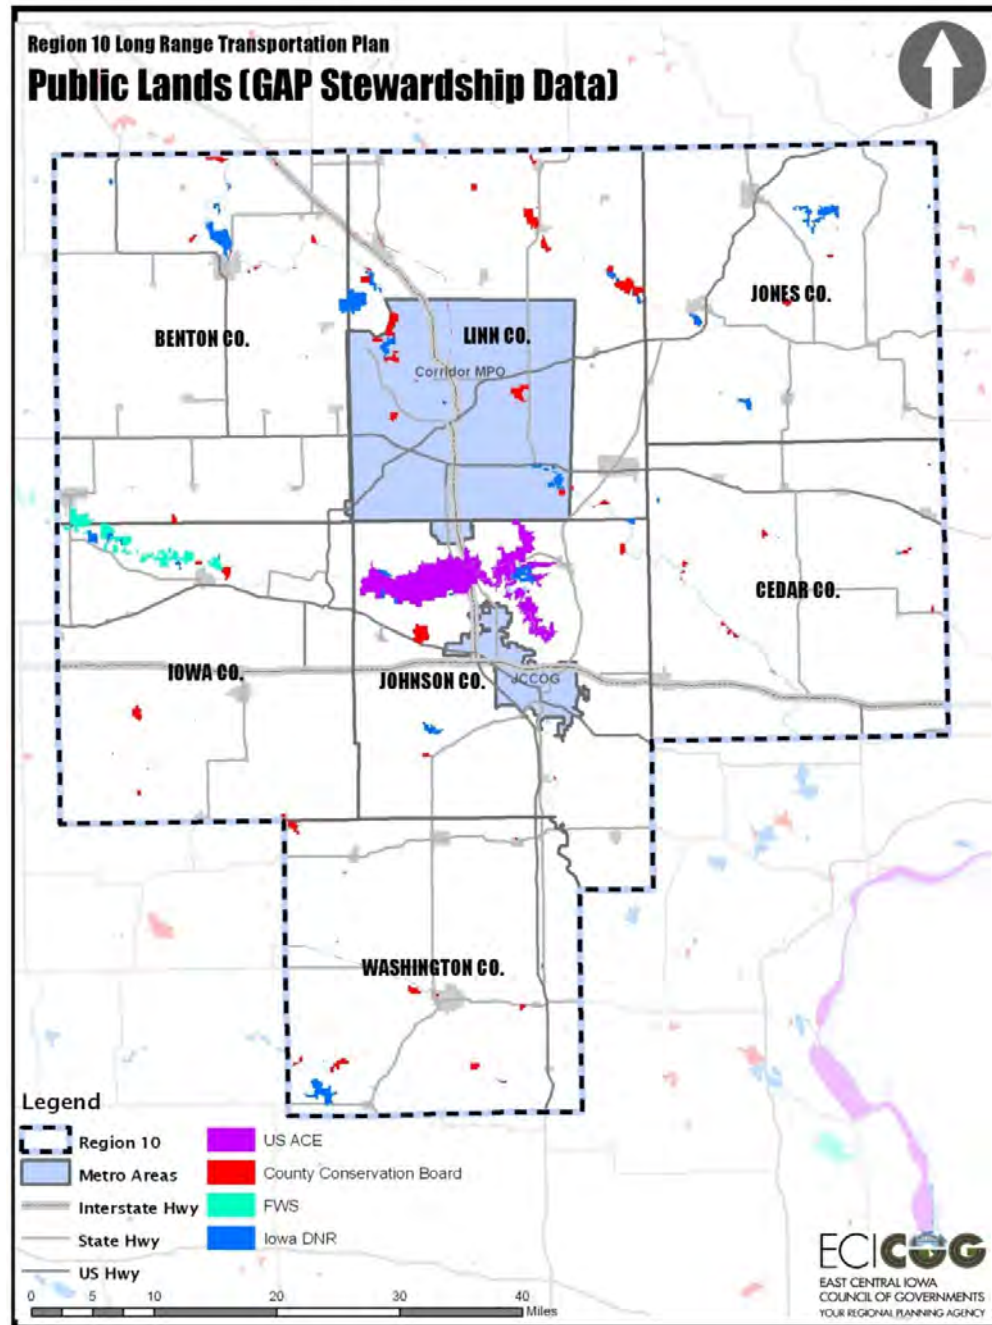 Region 10 Long Range Transportation Plan
Public Lands (GAP Stewardship Data)
JONES CO.
BENTON CO.
LINN CO.
Corridor MPO
CEDAR CO.
IOWA CO.
JOHNSON CO.
JCCOG
WASHINGTON CO.
Legend
Region 10
Metro Areas
Interstate Hwy
State Hwy
US Hwy
US ACE
County Conservation Board
FWS
Iowa DNR
0 5 10 20 30 40
Miles
ECICOG
EAST CENTRAL IOWA
COUNCIL OF GOVERNMENTS
YOUR REGIONAL PLANNING AGENCY